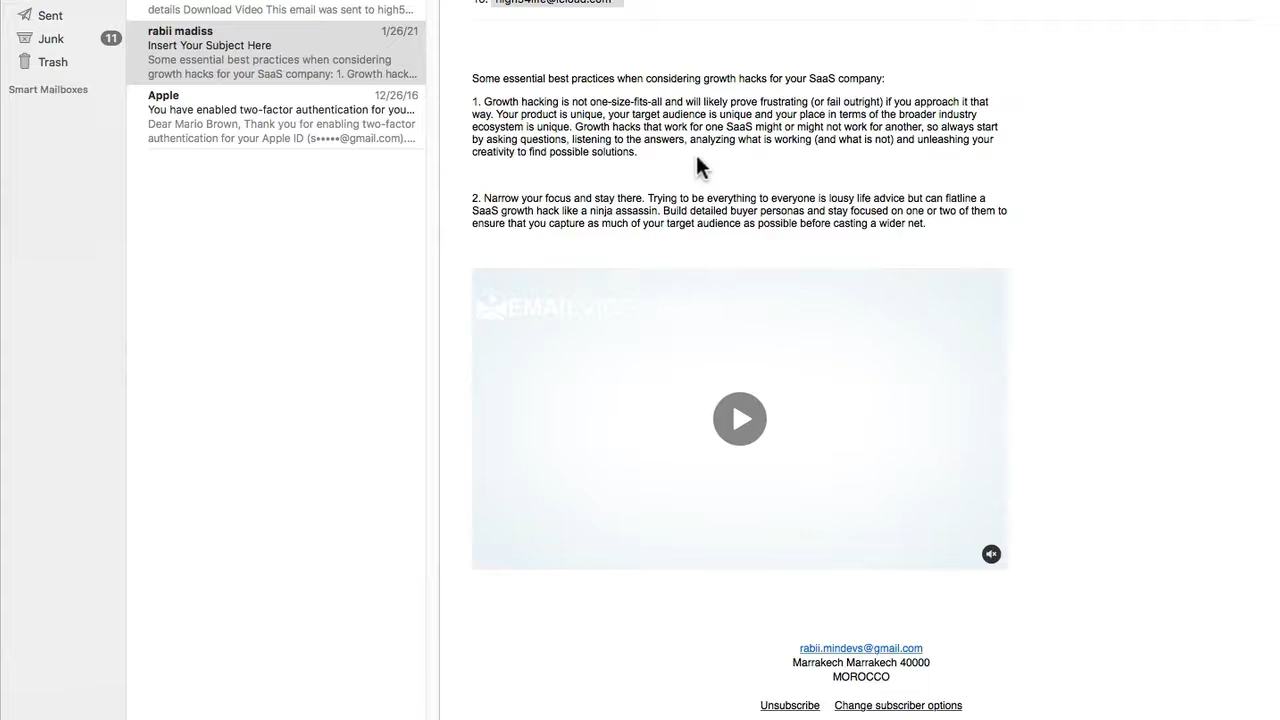 Sent
Junk 11
Trash
Smart Mailboxes
details Download Video This email was sent to high5...
rabii madiss 1/26/21
Insert Your Subject Here
Some essential best practices when considering
growth hacks for your SaaS company: 1. Growth hack...
Apple 12/26/16
You have enabled two-factor authentication for you...
Dear Mario Brown, Thank you for enabling two-factor
authentication for your Apple ID (s•••••@gmail.com)....
Some essential best practices when considering growth hacks for your SaaS company:
1. Growth hacking is not one-size-fits-all and will likely prove frustrating (or fail outright) if you approach it that
way. Your product is unique, your target audience is unique and your place in terms of the broader industry
ecosystem is unique. Growth hacks that work for one SaaS might or might not work for another, so always start
by asking questions, listening to the answers, analyzing what is working (and what is not) and unleashing your
creativity to find possible solutions.
2. Narrow your focus and stay there. Trying to be everything to everyone is lousy life advice but can flatline a
SaaS growth hack like a ninja assassin. Build detailed buyer personas and stay focused on one or two of them to
ensure that you capture as much of your target audience as possible before casting a wider net.
rabii.mindevs@gmail.com
Marrakech Marrakech 40000
MOROCCO
Unsubscribe Change subscriber options